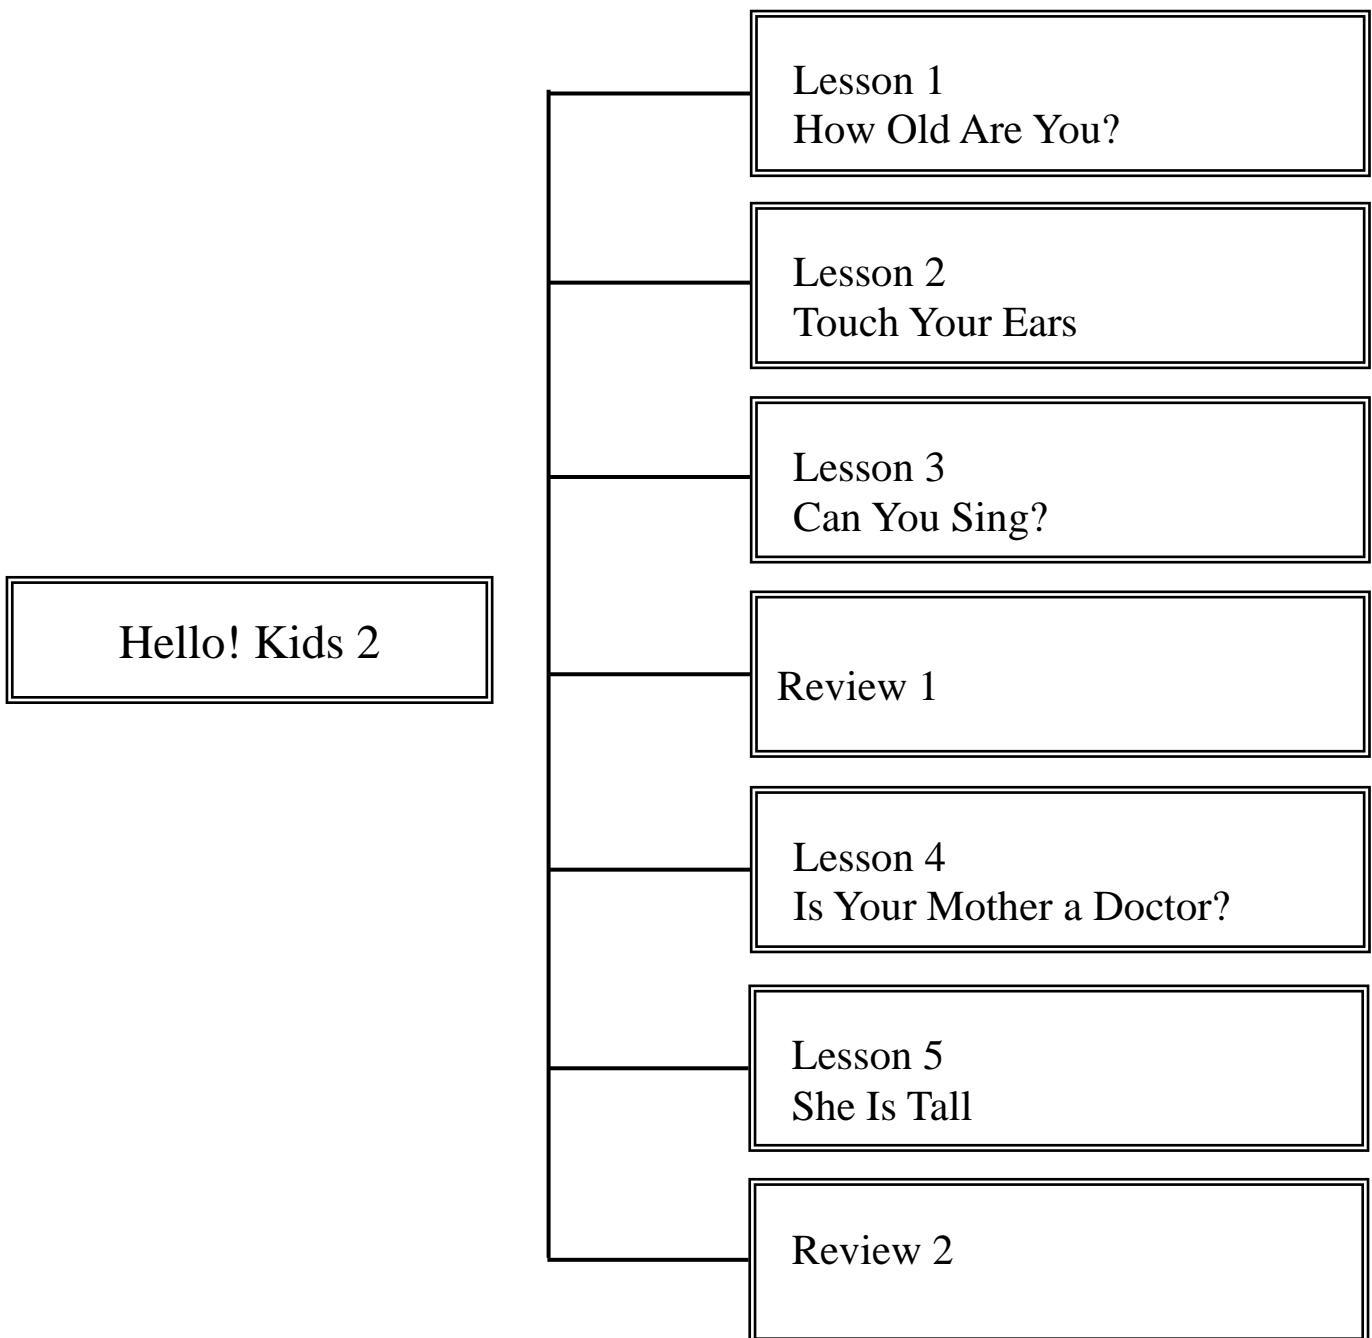 Hello! Kids 2
Lesson 1
How Old Are You?
Lesson 2
Touch Your Ears
Lesson 3
Can You Sing?
Review 1
Lesson 4
Is Your Mother a Doctor?
Lesson 5
She Is Tall
Review 2